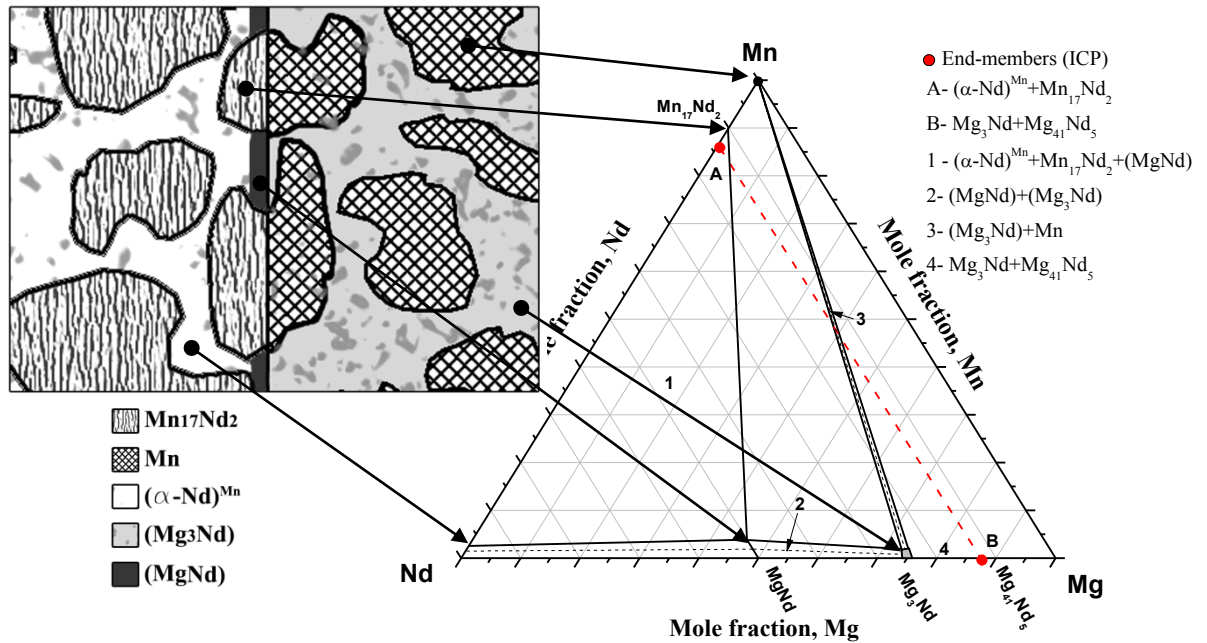 Mn
Mn17Nd2
A
● End-members (ICP)
A- (α-Nd)Mn+Mn17Nd2
B- Mg3Nd+Mg41Nd5
1 - (α-Nd)Mn+Mn17Nd2+(MgNd)
2- (MgNd)+(Mg3Nd)
3- (Mg3Nd)+Mn
4- Mg3Nd+Mg41Nd5
le fraction, Nd
Mole fraction, Mn
3
1
2
4
B
Nd
Mg
MgNd
Mg3Nd
Mg41Nd5
Mole fraction, Mg
Mn17Nd2
Mn
(α-Nd)Mn
(Mg3Nd)
(MgNd)